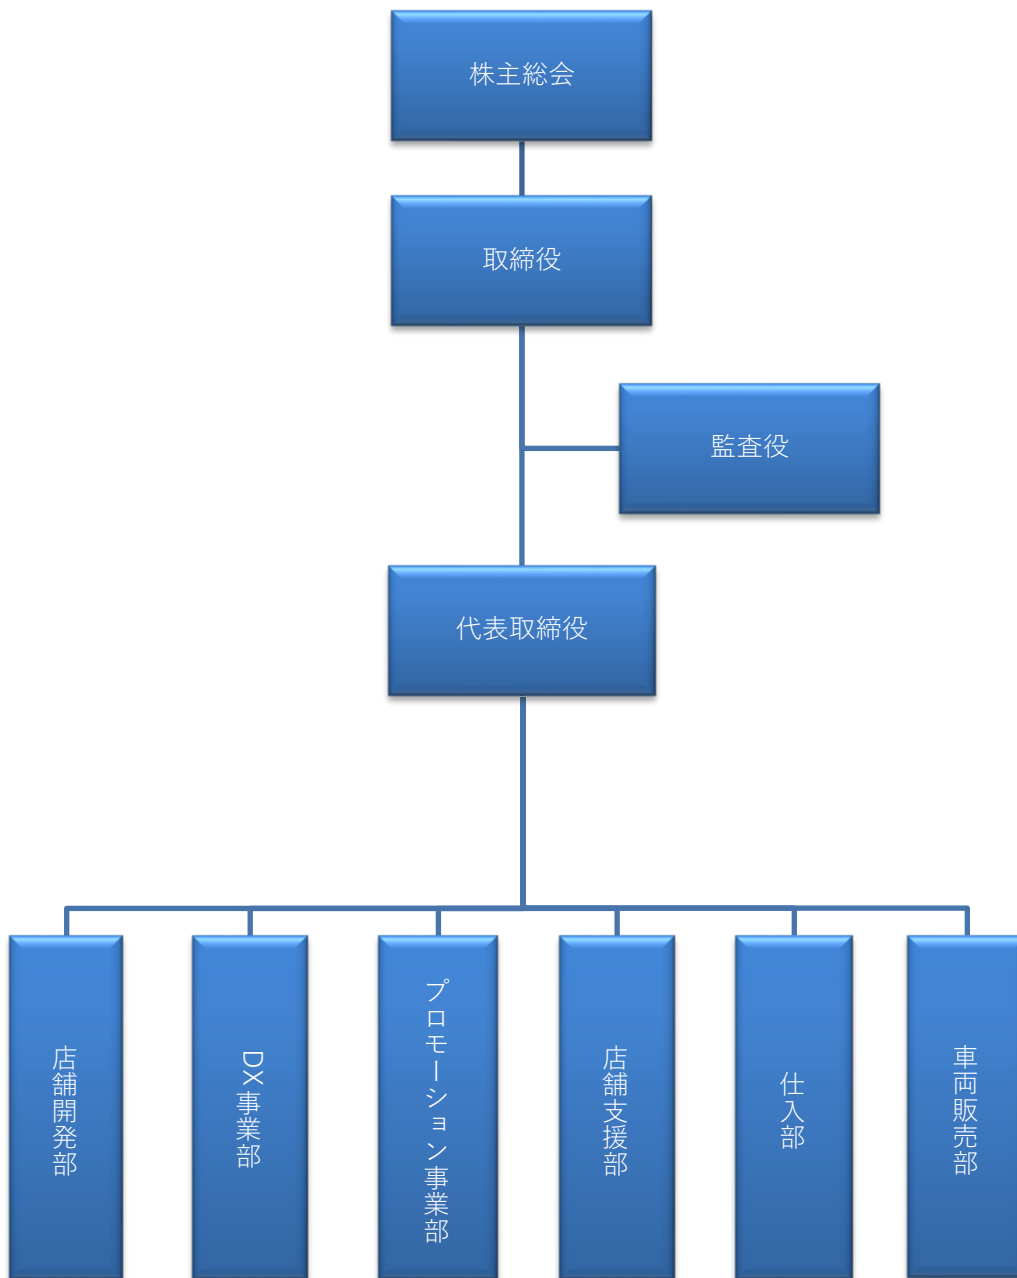 株主総会
取締役
監査役
代表取締役
店舗開発部
DX事業部
プロモーション事業部
店舗支援部
仕入部
車両販売部